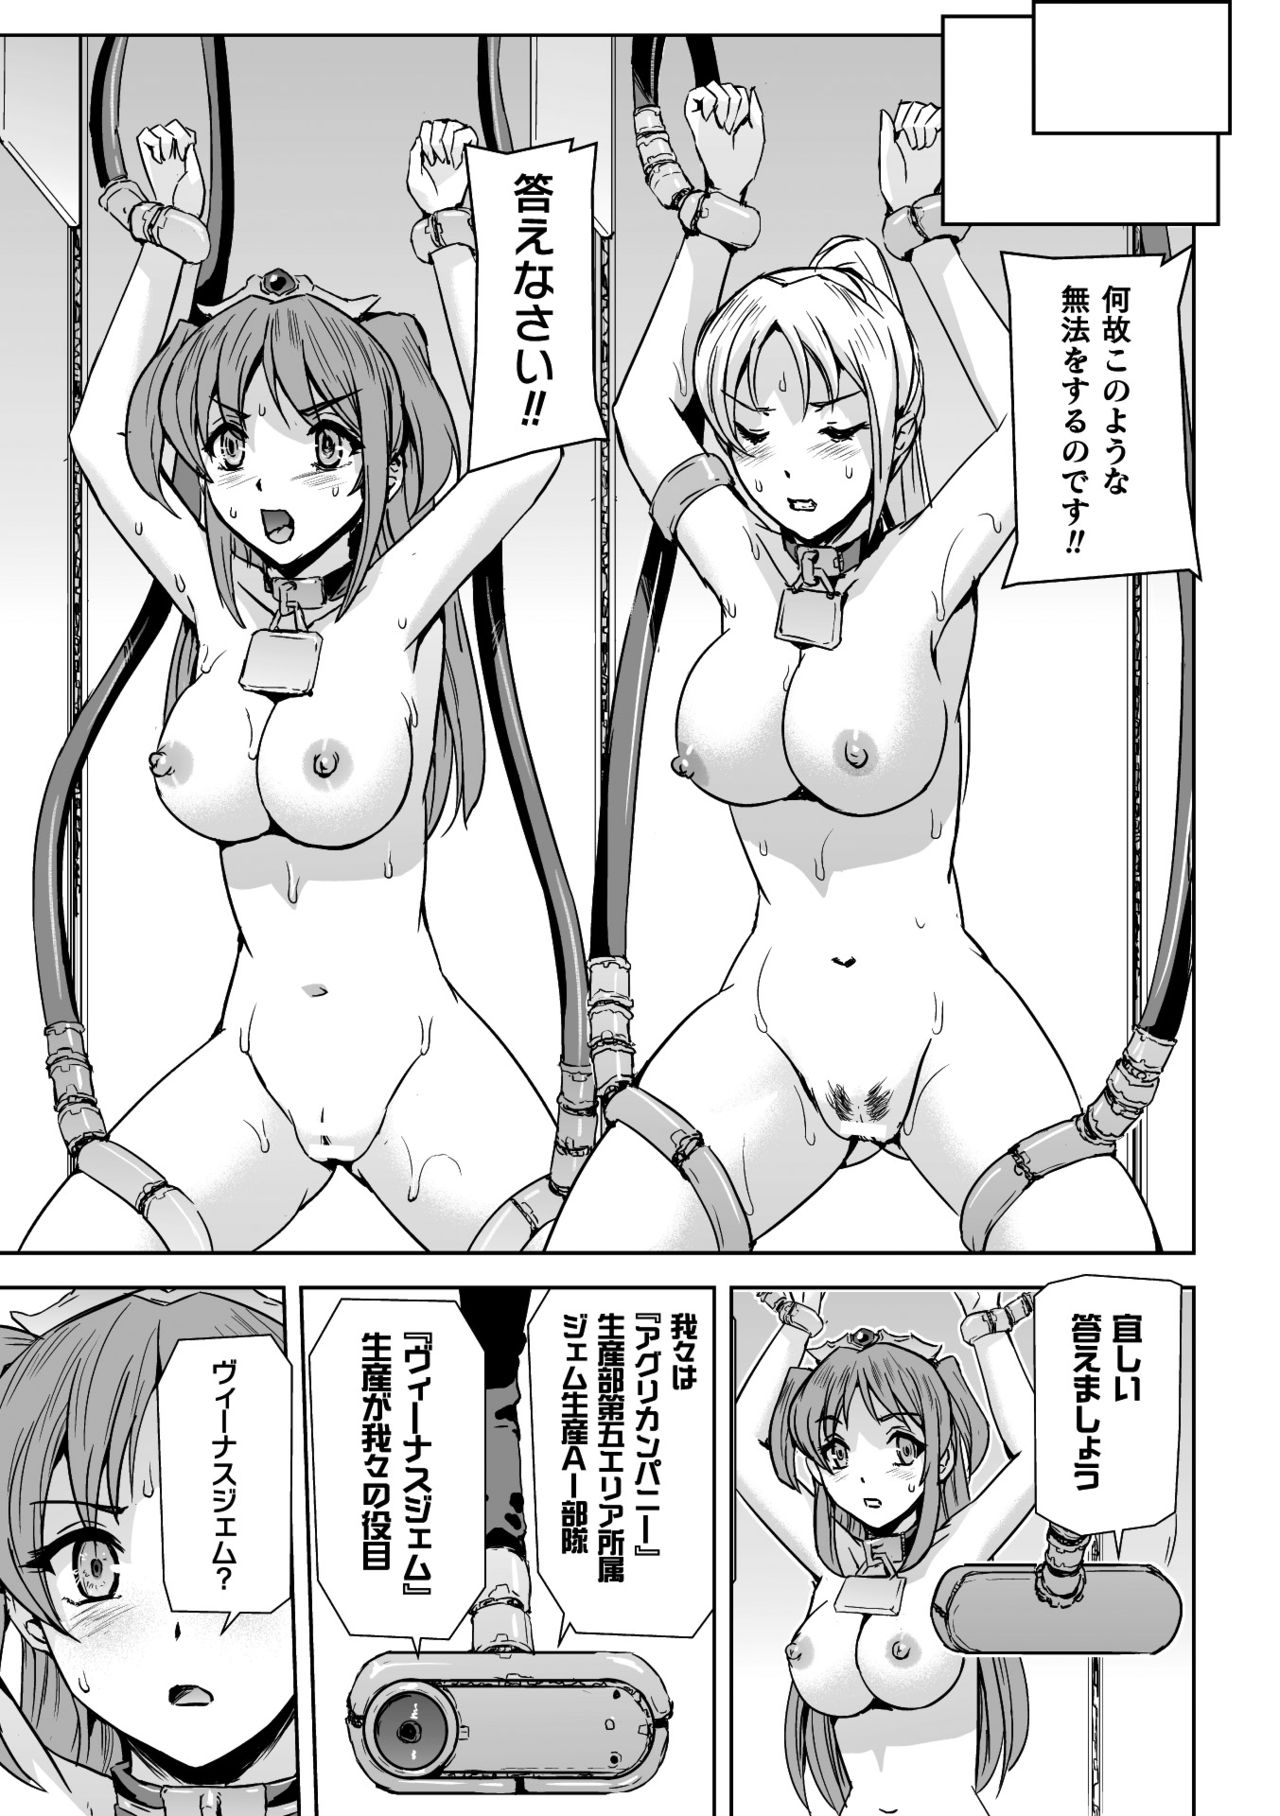 何故このような
無法をするのです!!
答えなさい!!
宜しい
答えましょう
我々は
『アグリカンパニー』
生産部第五エリア所属
ジェム生産AI部隊
『ヴィーナスジェム』
生産が我々の役目
ヴィーナスジェム？